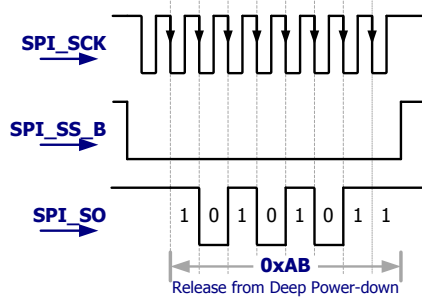 SPI_SCK
SPI_SS_B
SPI_SO
1 0 1 0 1 0 1 1
0xAB
Release from Deep Power-down